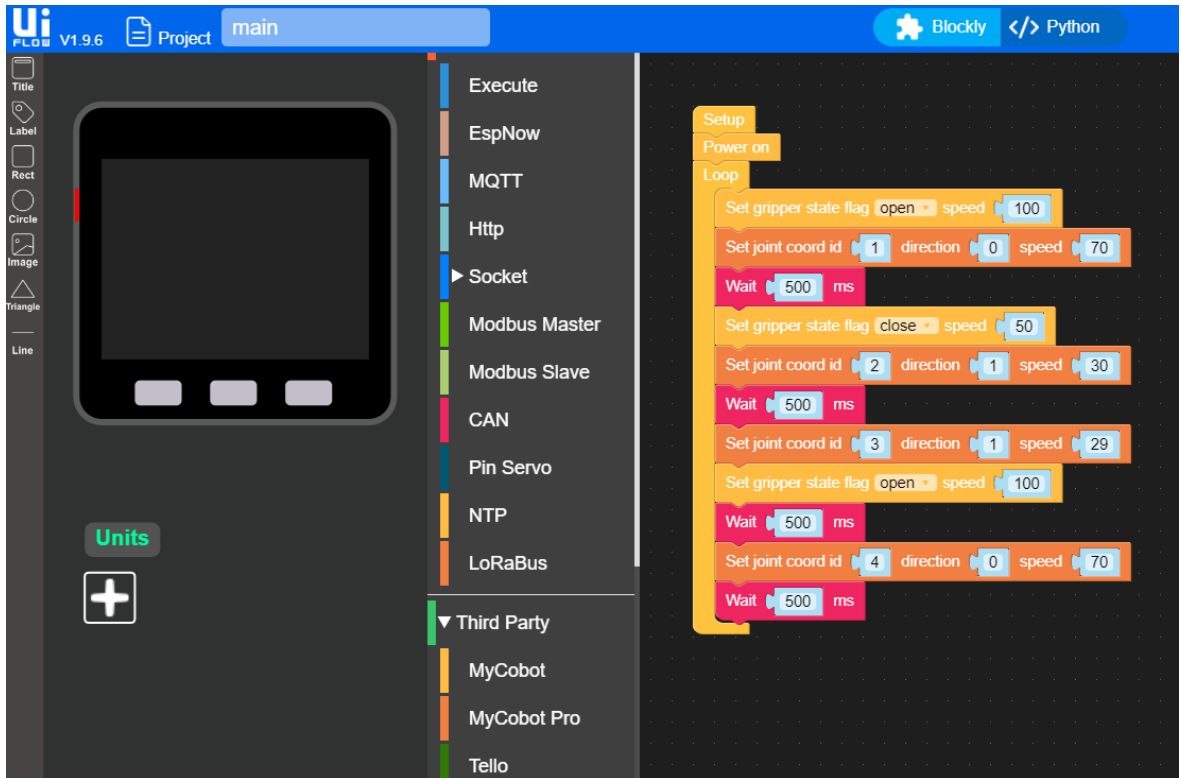 Ui
FLOW V1.9.6 Project main Blockly </> Python
Title
Label
Rect
Circle
Image
Triangle
Line
Units
Execute
EspNow
MQTT
Http
Socket
Modbus Master
Modbus Slave
CAN
Pin Servo
NTP
LoRaBus
Third Party
MyCobot
MyCobot Pro
Tello
Setup
Power on
Loop
Set gripper state flag open speed 100
Set joint coord id 1 direction 0 speed 70
Wait 500 ms
Set gripper state flag close speed 50
Set joint coord id 2 direction 1 speed 30
Wait 500 ms
Set joint coord id 3 direction 1 speed 29
Set gripper state flag open speed 100
Wait 500 ms
Set joint coord id 4 direction 0 speed 70
Wait 500 ms